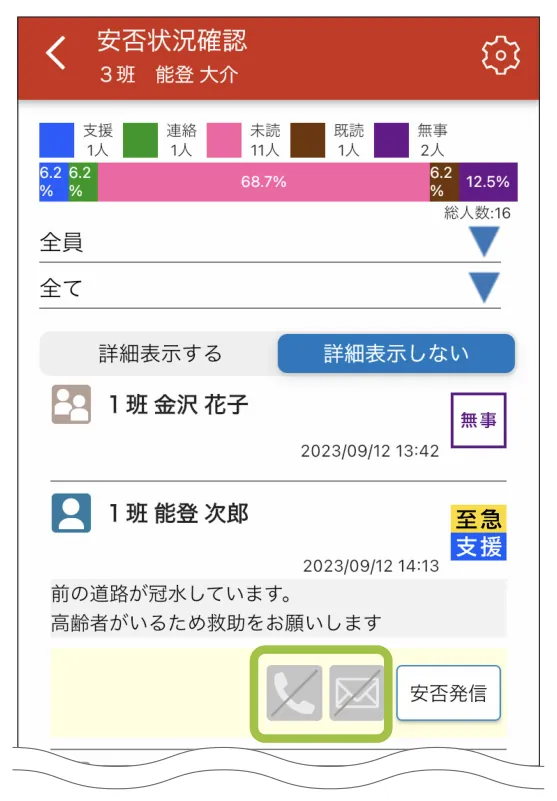 安否状況確認
3班 能登 大介
支援 連絡 未読 既読 無事
1人 1人 11人 1人 2人
6.2% 6.2% 68.7% 6.2% 12.5%
総人数:16
全員
全て
詳細表示する 詳細表示しない
1班 金沢 花子
無事
2023/09/12 13:42
1班 能登 次郎
至急
支援
2023/09/12 14:13
前の道路が冠水しています。
高齢者がいるため救助をお願いします
安否発信